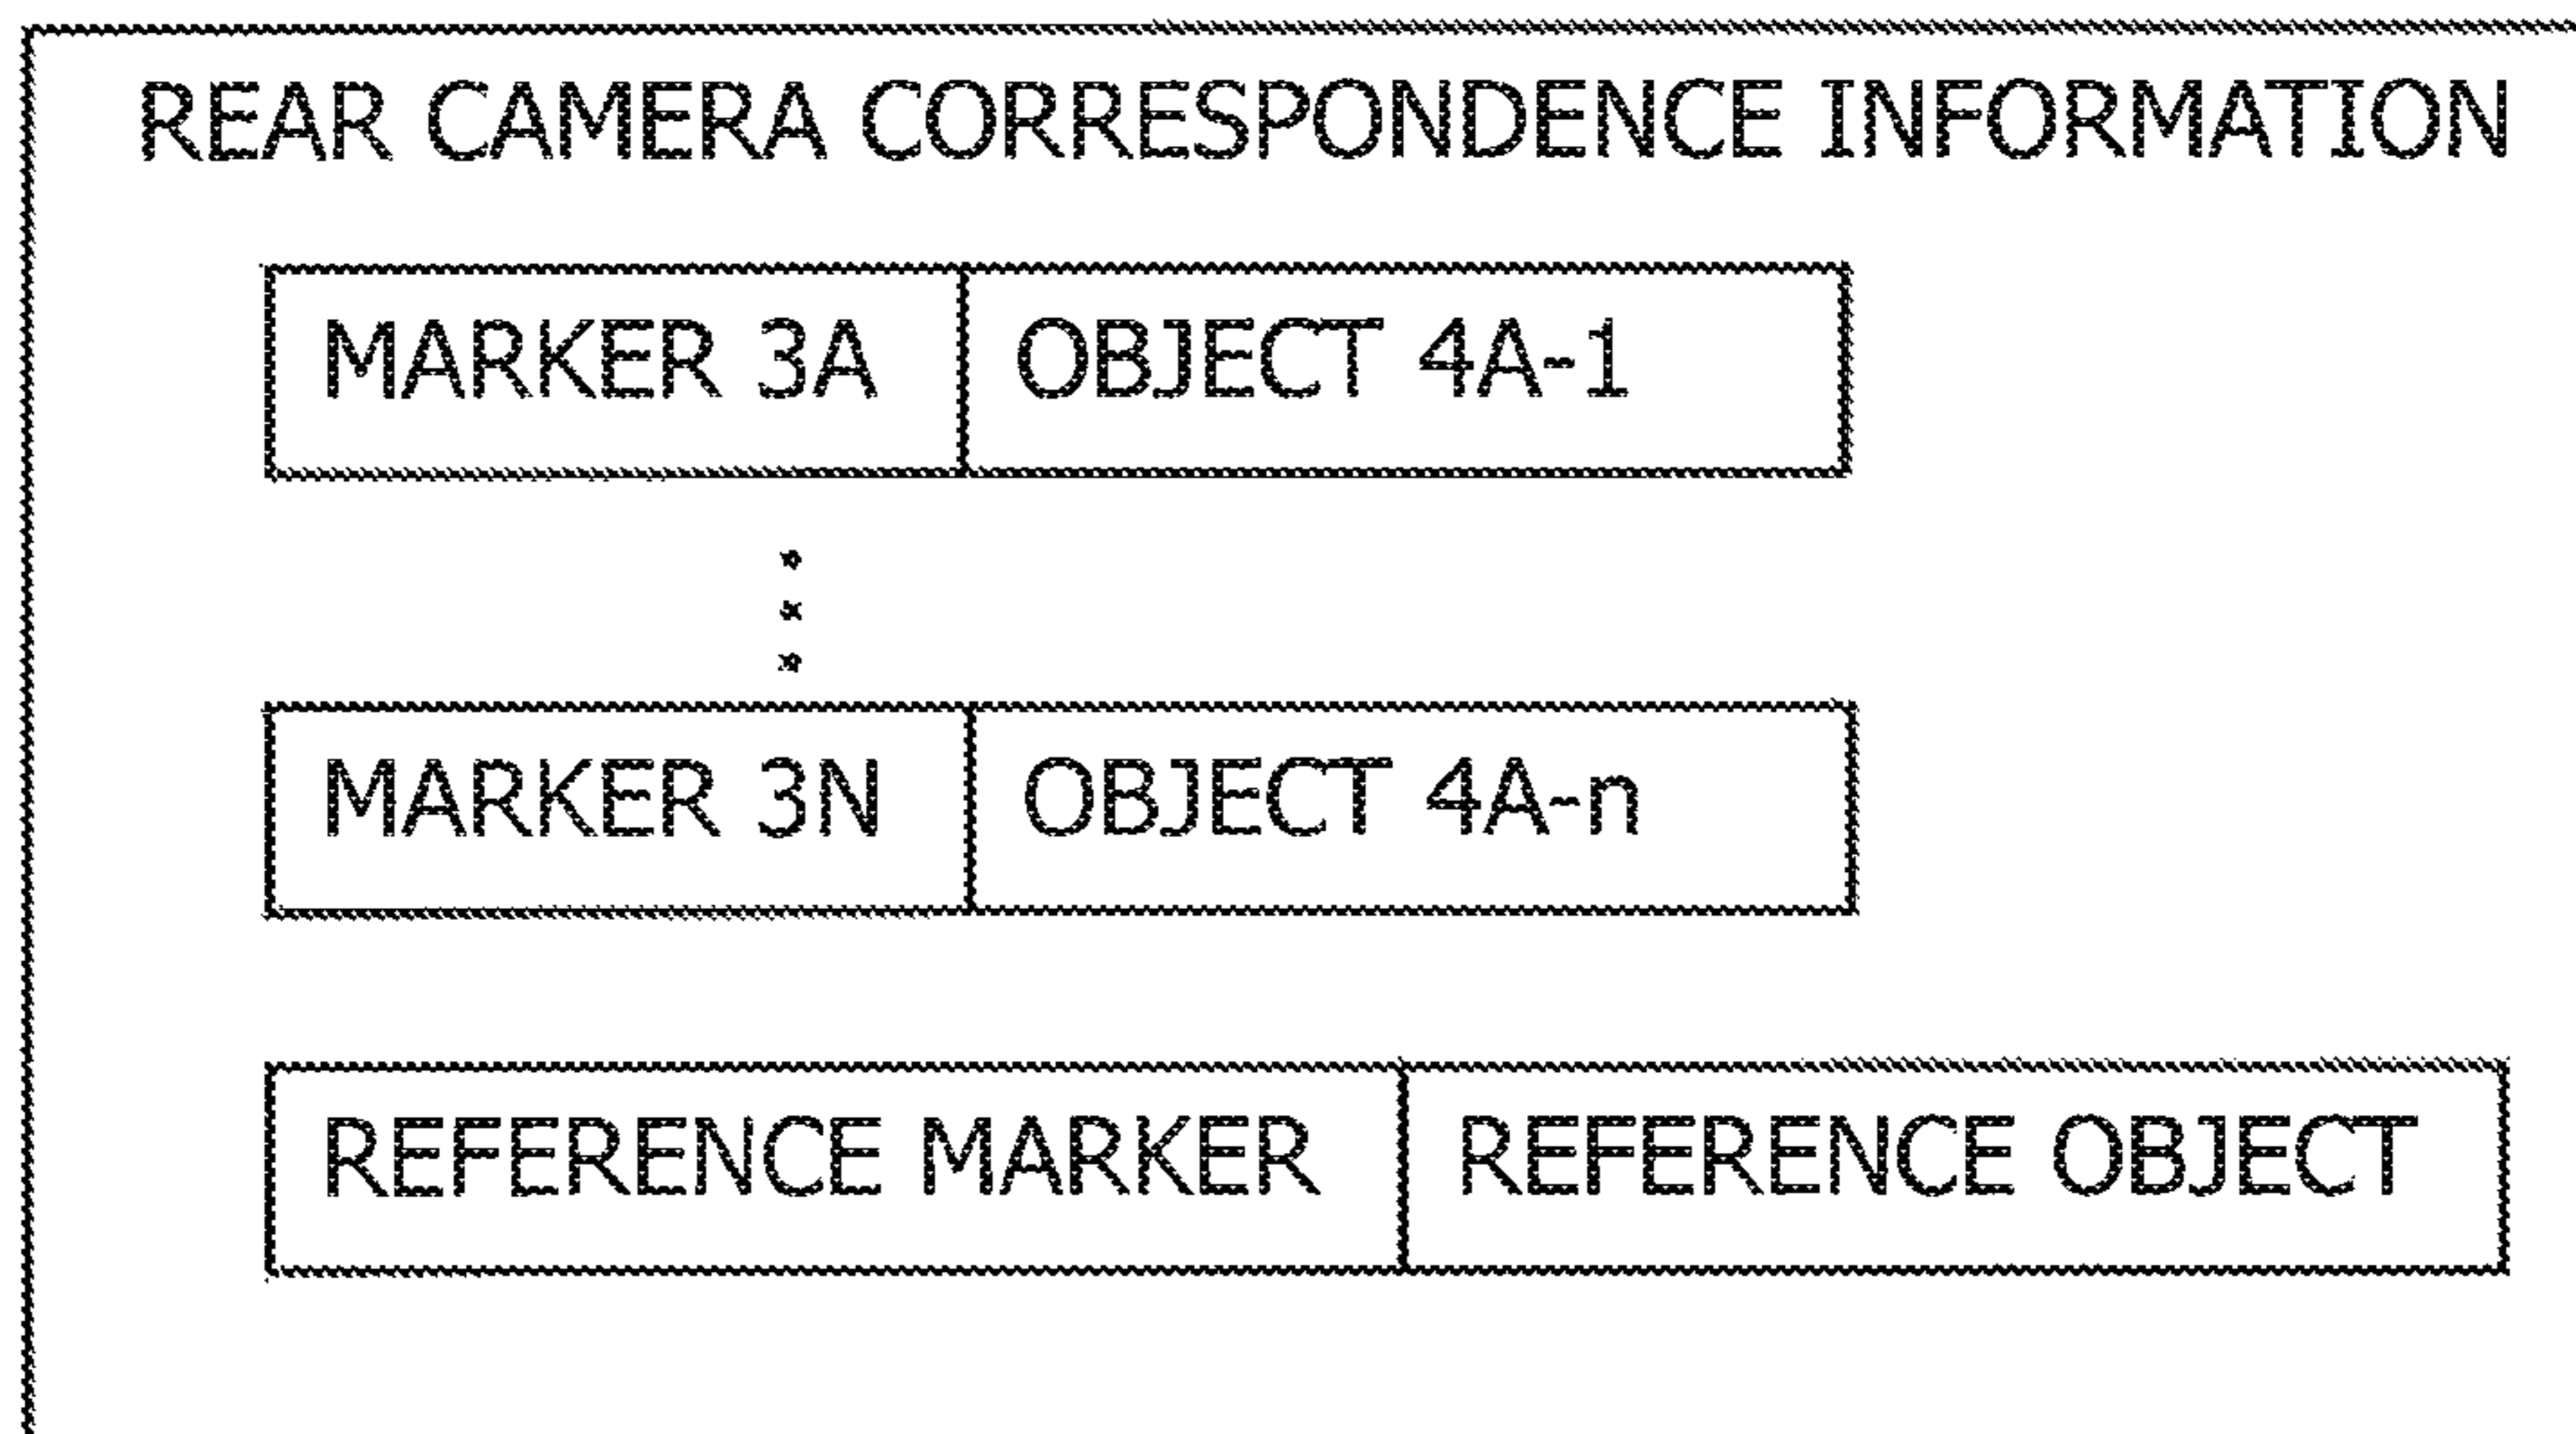 REAR CAMERA CORRESPONDENCE INFORMATION
MARKER 3A OBJECT 4A-1
MARKER 3N OBJECT 4A-n
REFERENCE MARKER REFERENCE OBJECT